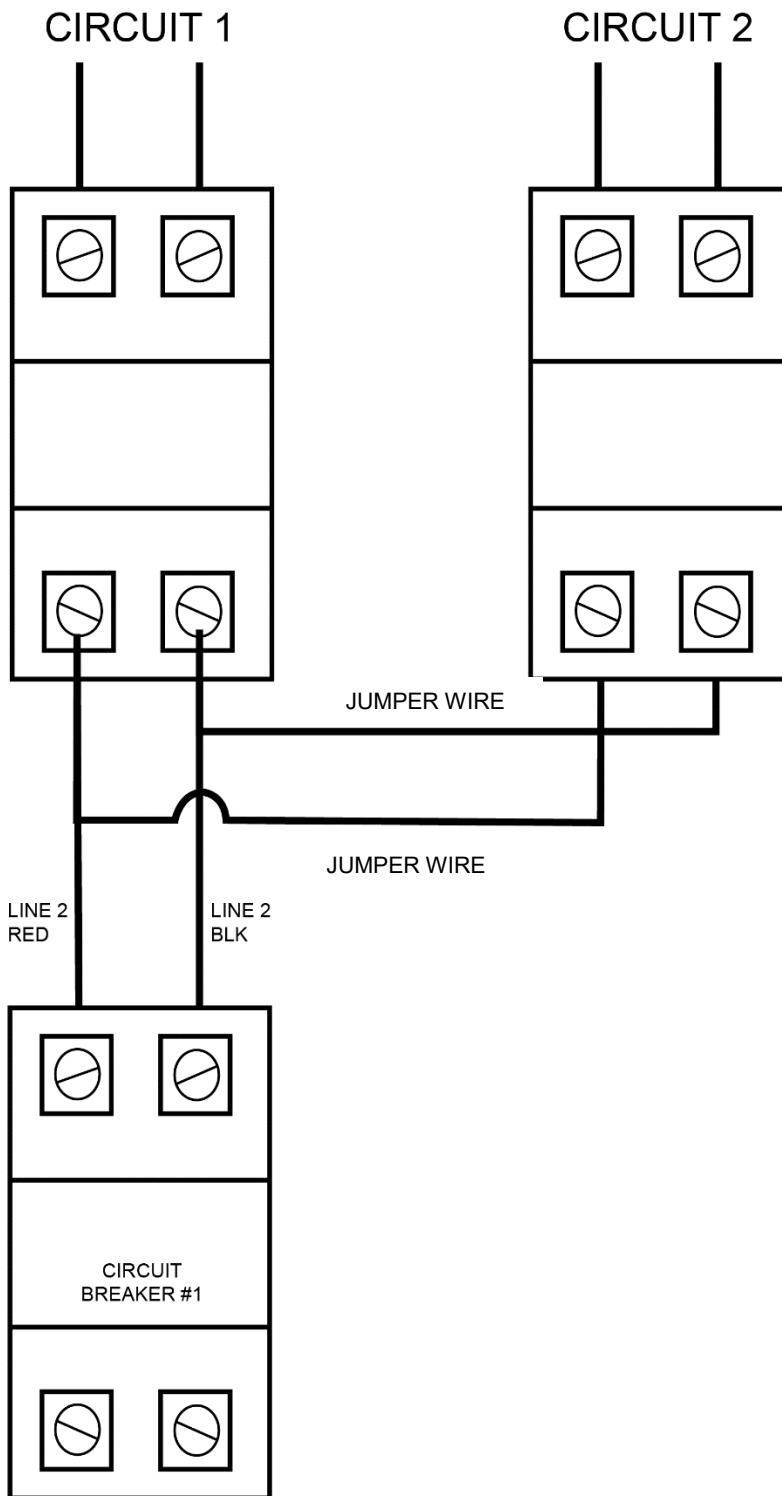 CIRCUIT 1
CIRCUIT 2
JUMPER WIRE
JUMPER WIRE
LINE 2
RED
LINE 2
BLK
CIRCUIT
BREAKER #1